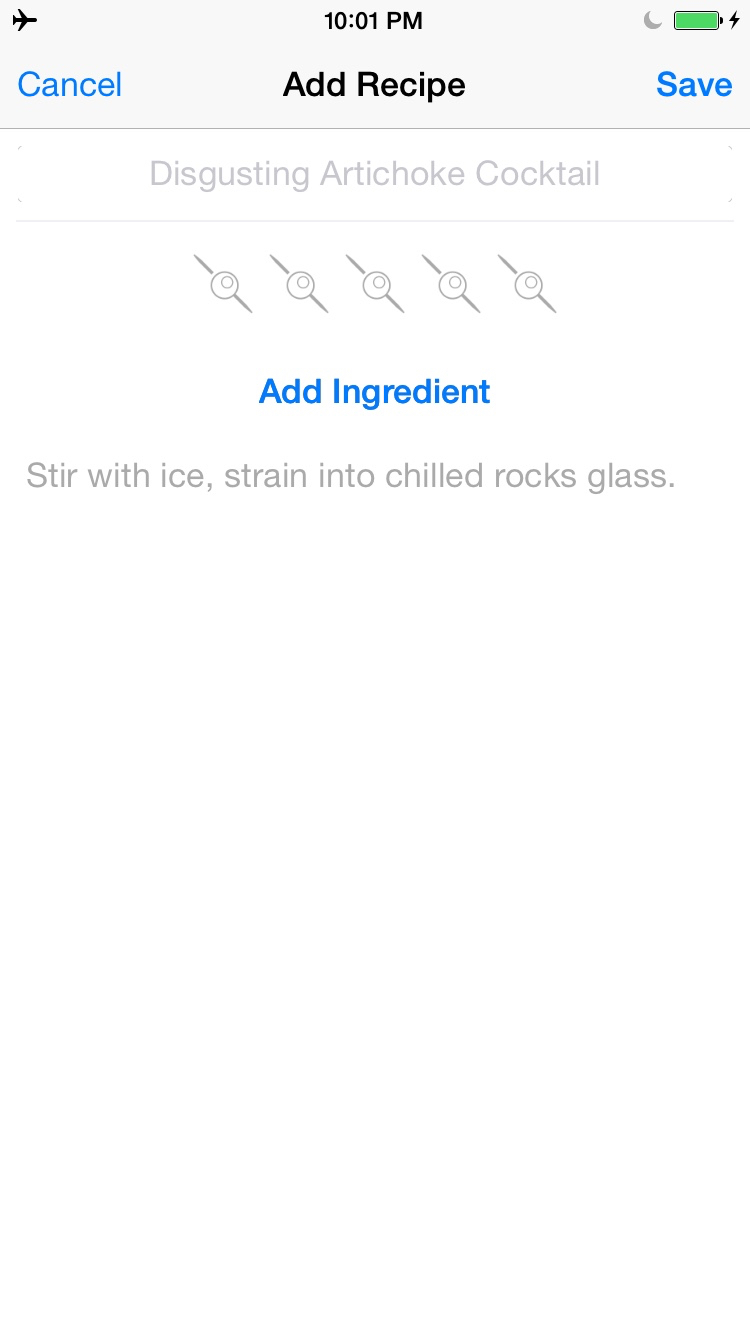 10:01 PM
Cancel Add Recipe Save
Disgusting Artichoke Cocktail
Add Ingredient
Stir with ice, strain into chilled rocks glass.